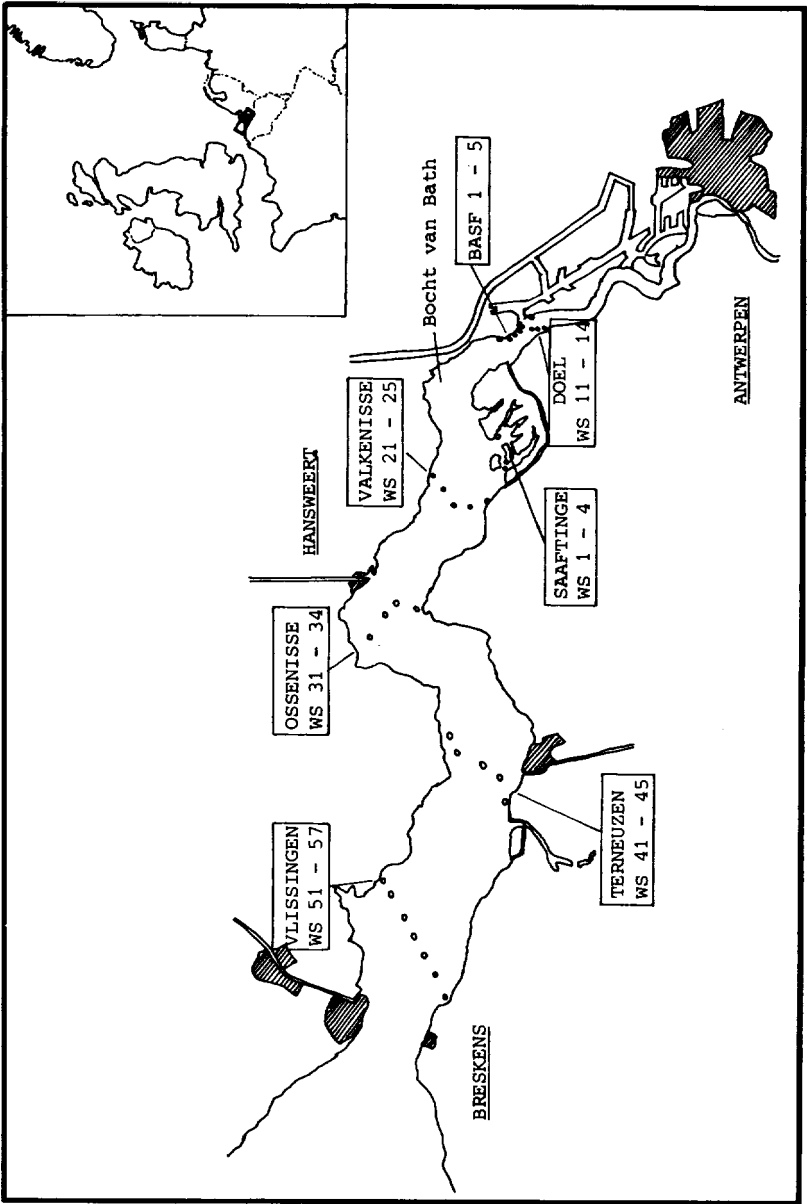 VLISSINGEN
WS 51 - 57
BRESKENS
OSSENISSE
WS 31 - 34
HANSWEERT
TERNEUZEN
WS 41 - 45
VALKENISSE
WS 21 - 25
SAAFTINGE
WS 1 - 4
Bocht van Bath
BASF 1 - 5
DOEL
WS 11 - 14
ANTWERPEN